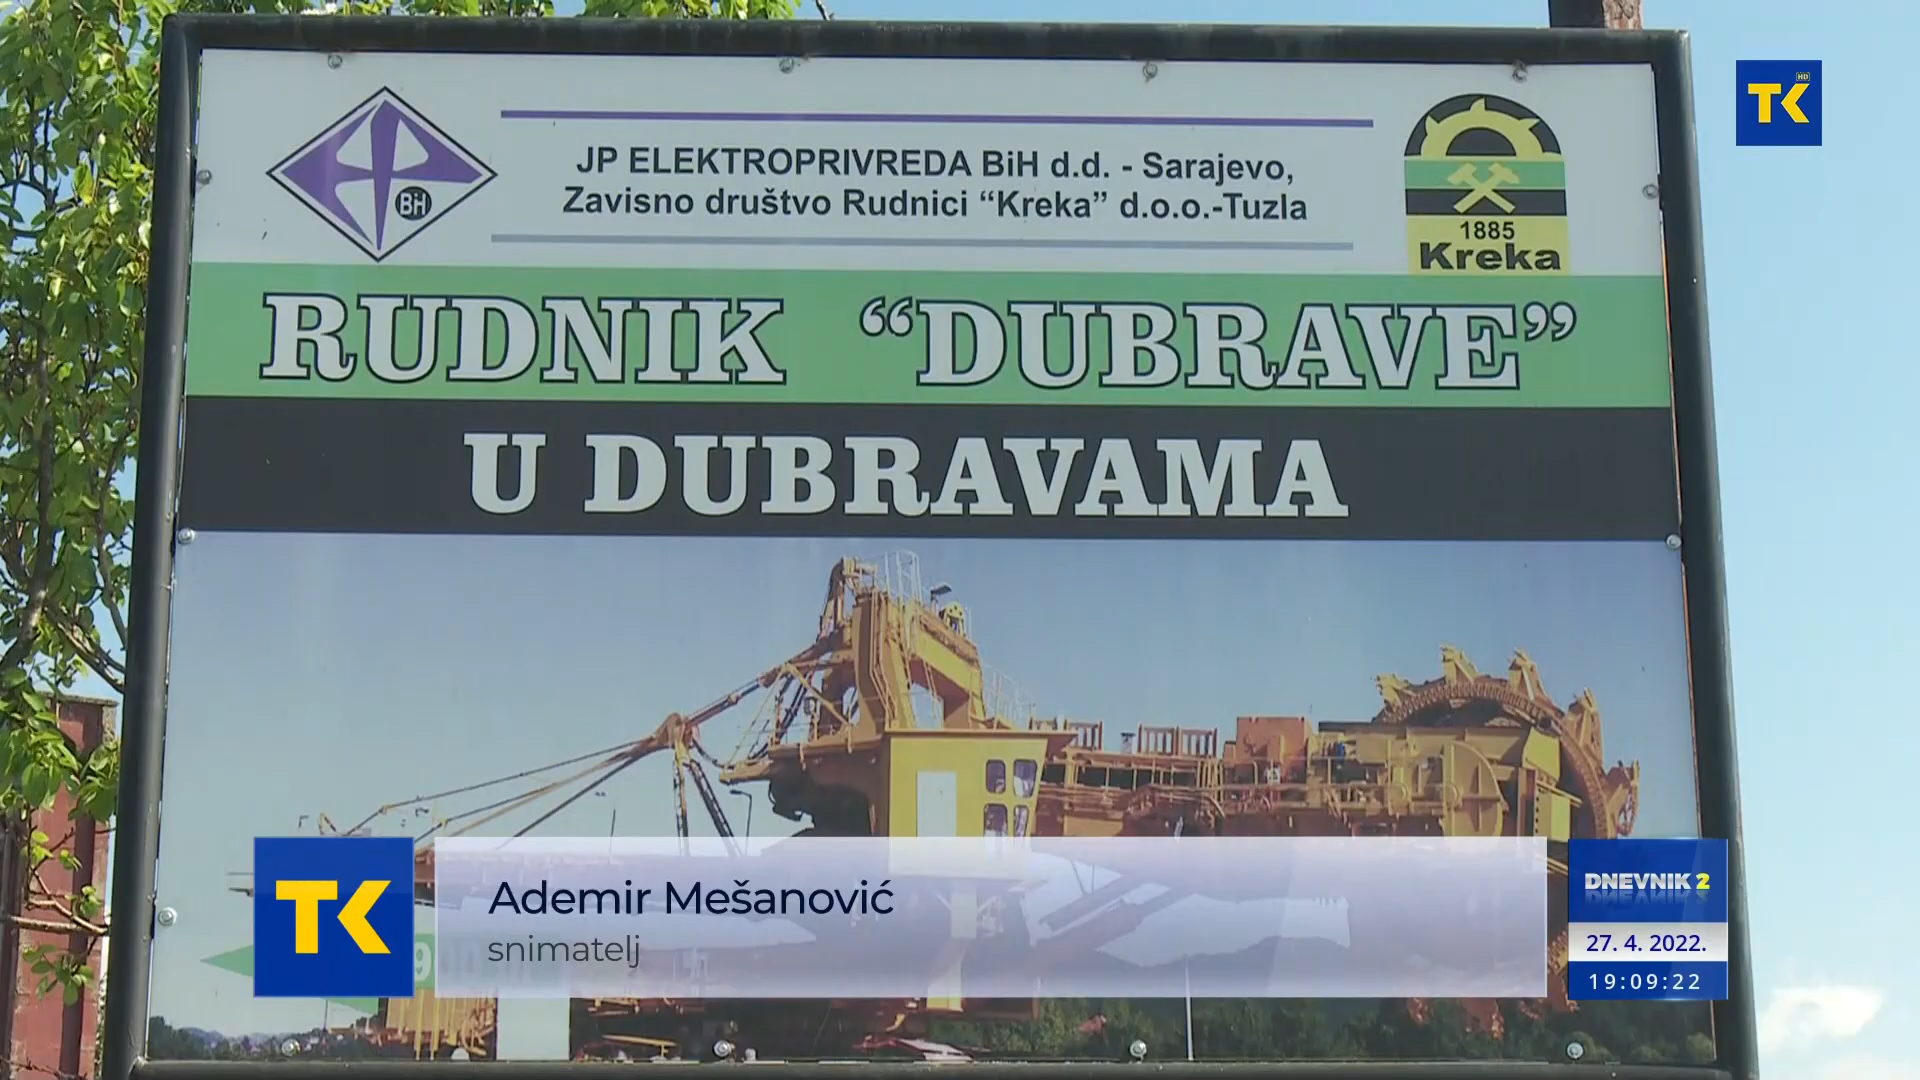 HD
TK
BiH
JP ELEKTROPRIVREDA BiH d.d. - Sarajevo,
Zavisno društvo Rudnici “Kreka” d.o.o.-Tuzla
1885
Kreka
RUDNIK “DUBRAVE”
U DUBRAVAMA
TK
Ademir Mešanović
snimatelj
DNEVNIK 2
27. 4. 2022.
19:09:22